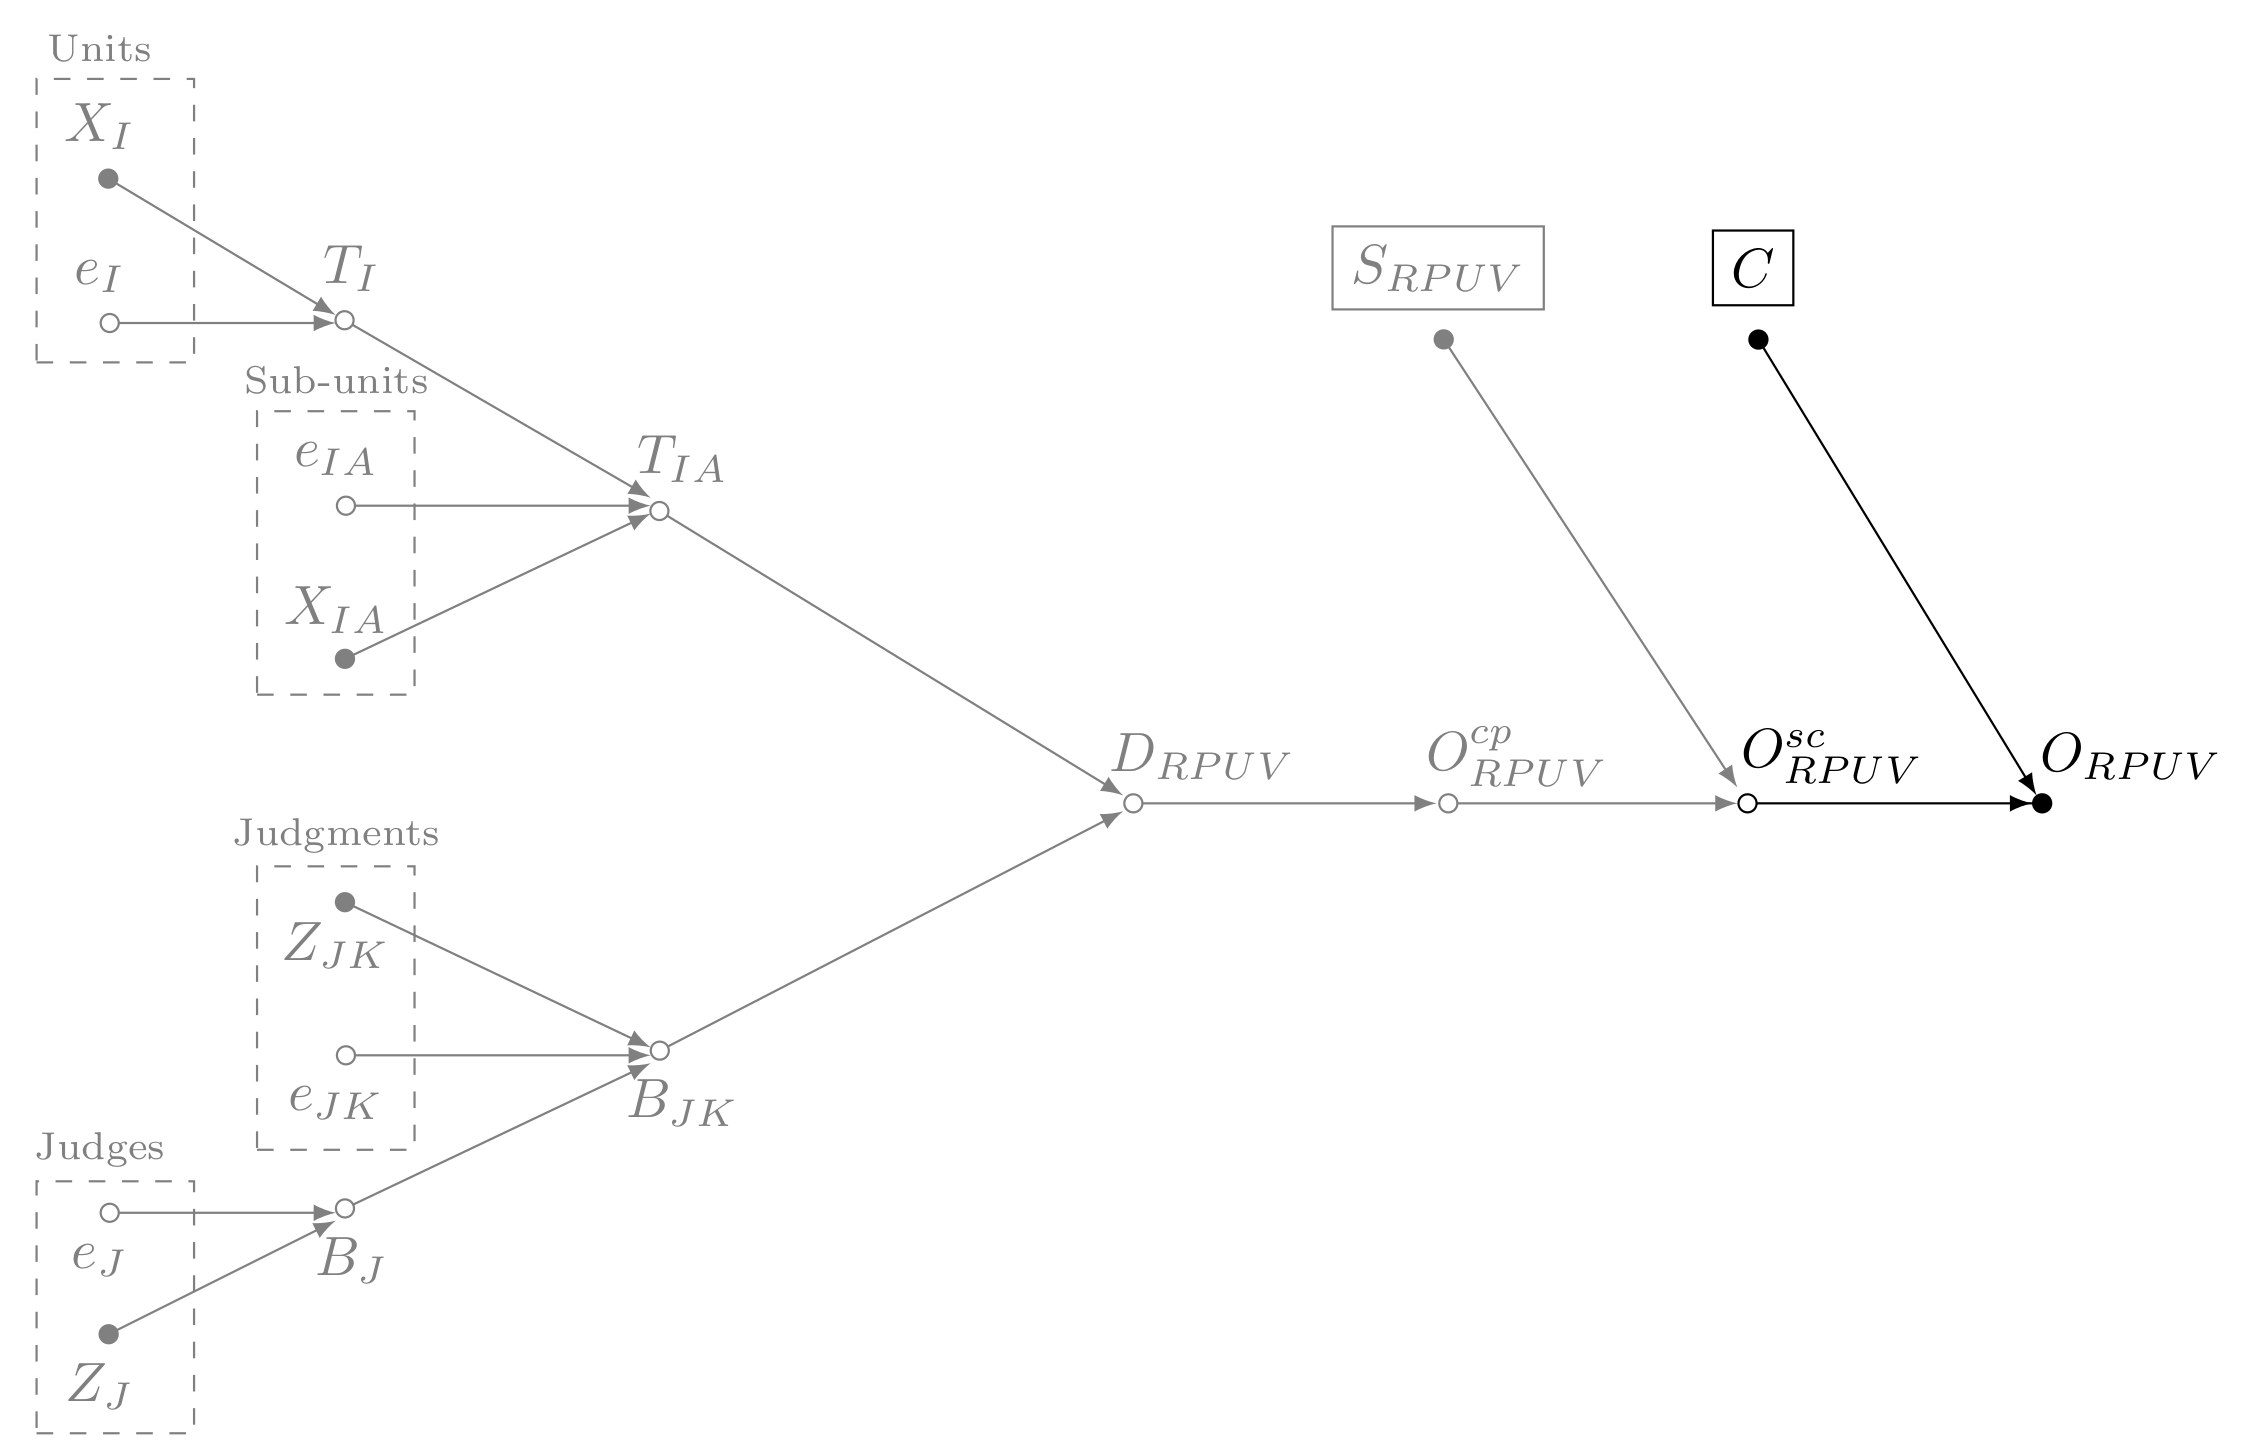 Units
X_I
e_I
T_I
S_{RPUV}
C
Sub-units
e_{IA}
T_{IA}
X_{IA}
D_{RPUV}
O^{cp}_{RPUV}
O^{sc}_{RPUV}
O_{RPUV}
Judgments
Z_{JK}
e_{JK}
B_{JK}
Judges
e_J
B_J
Z_J